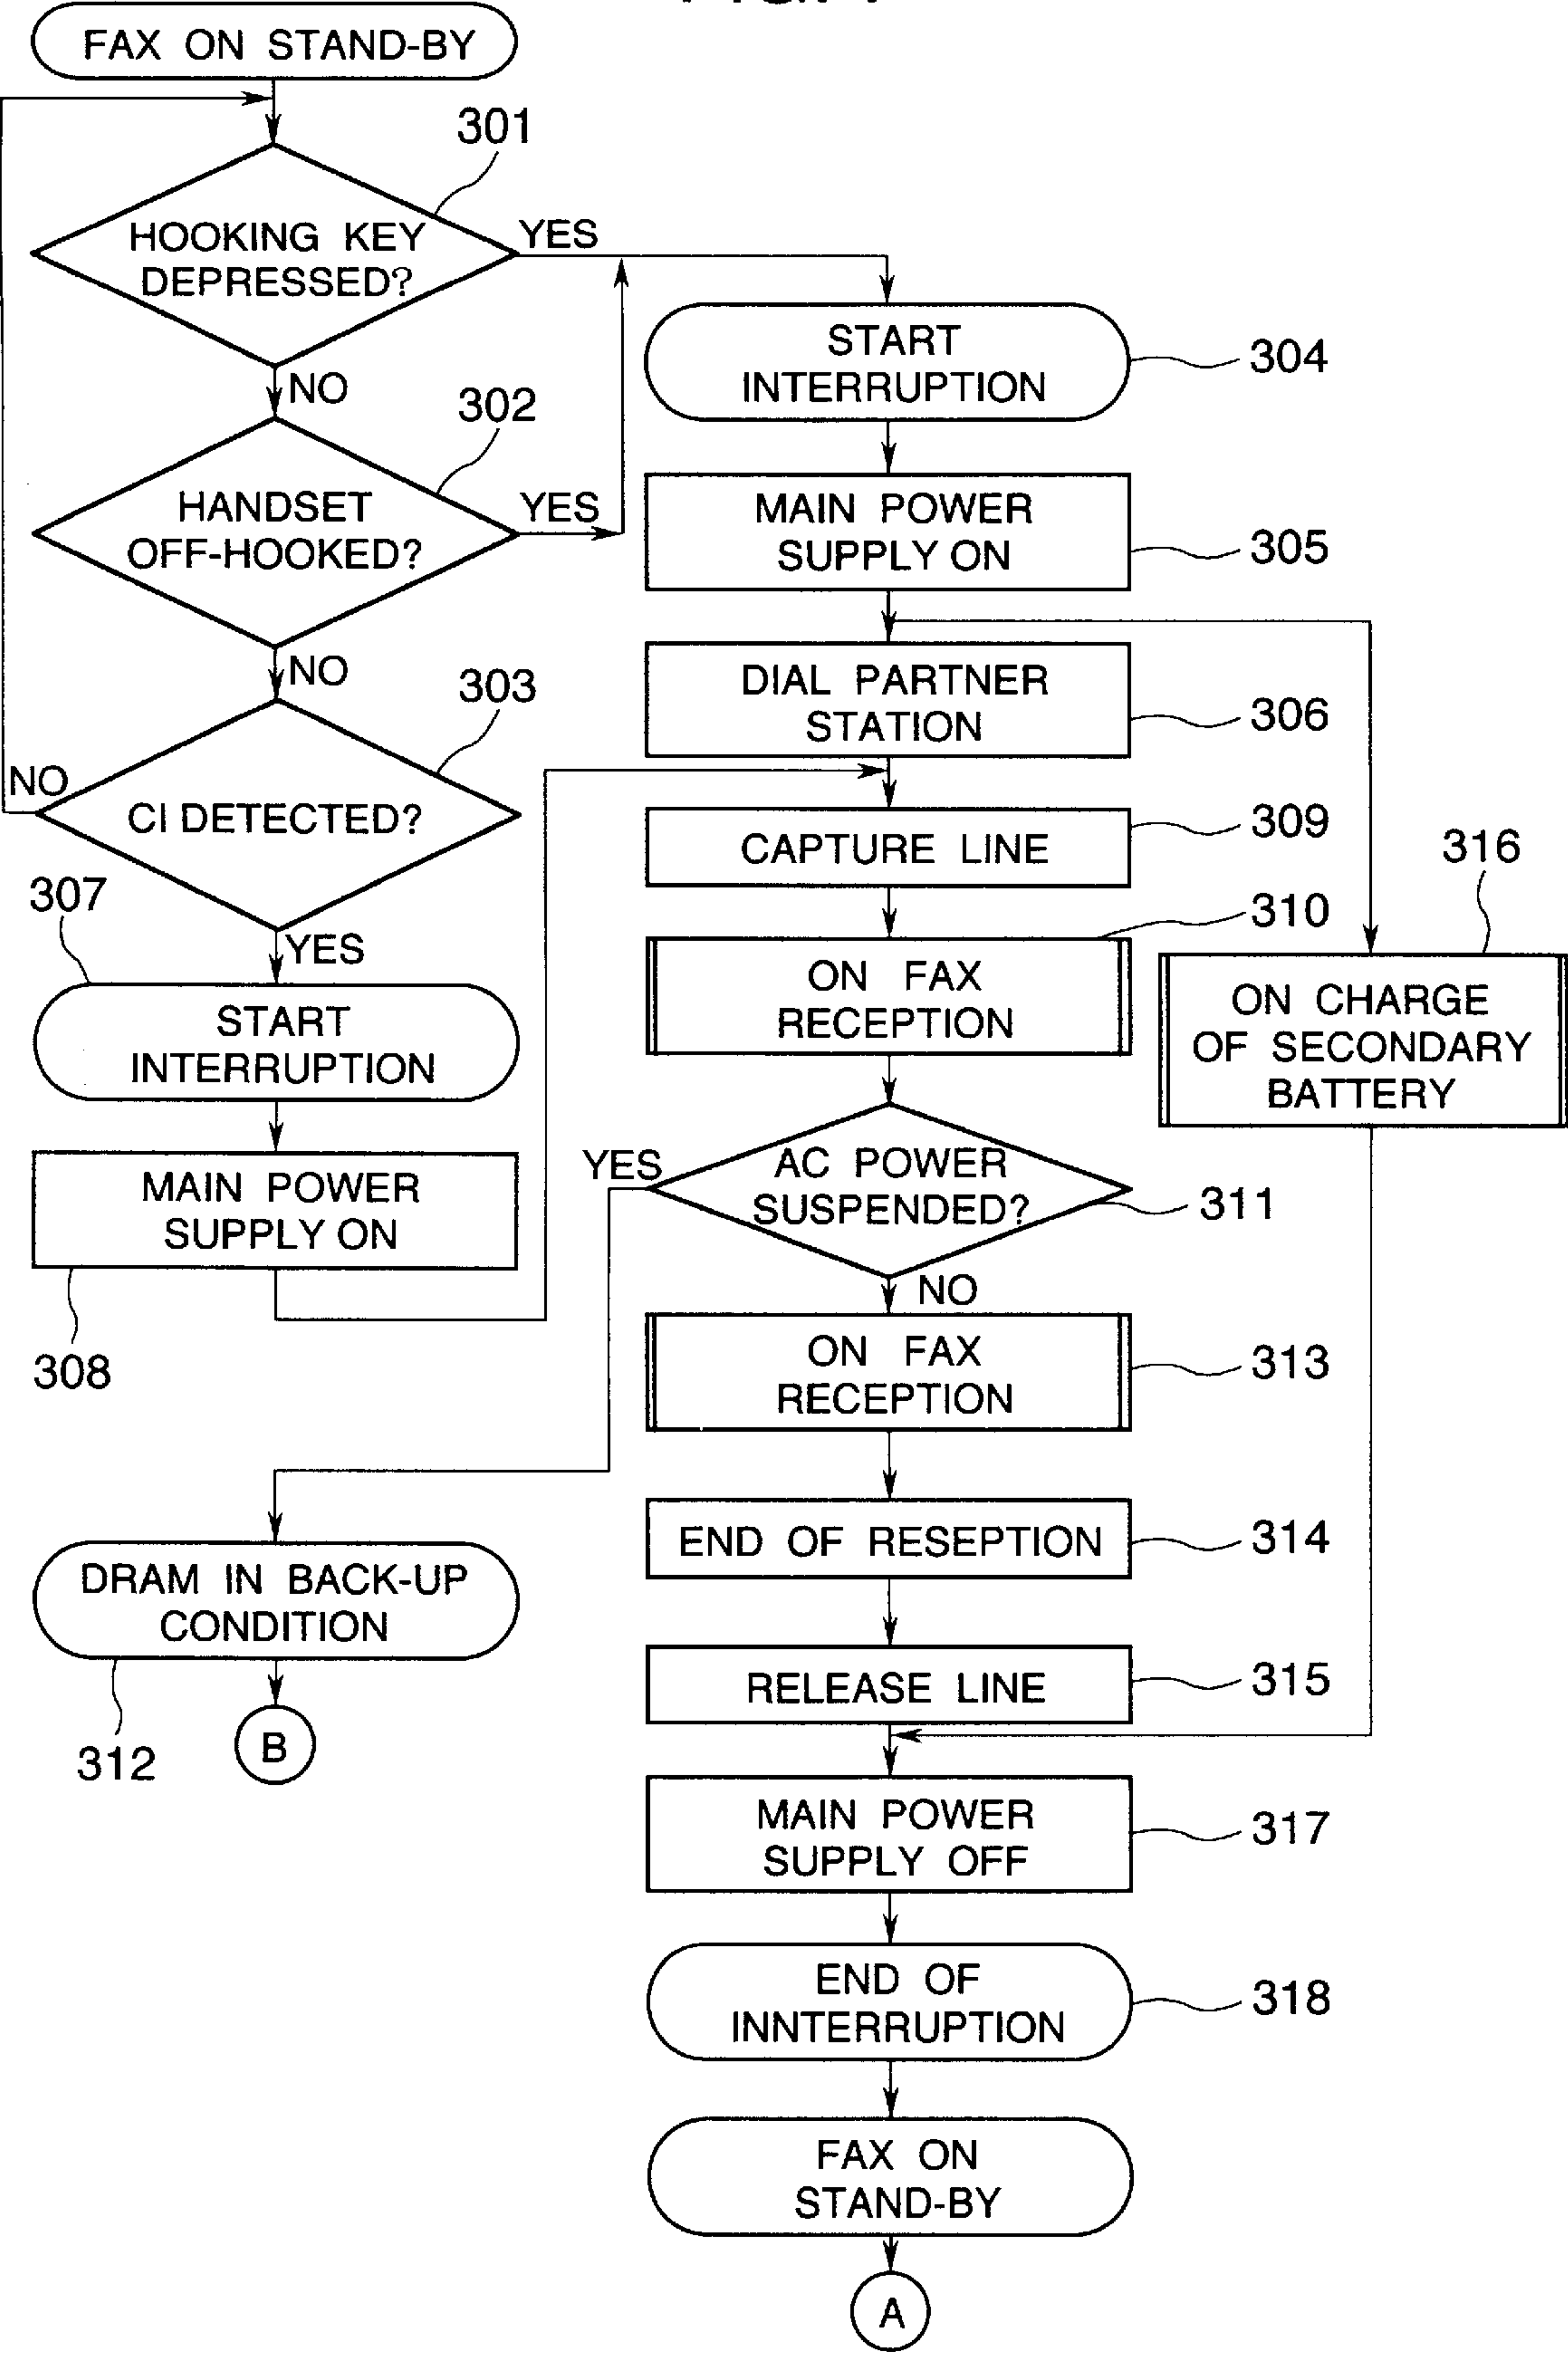 FAX ON STAND-BY
301
HOOKING KEY
DEPRESSED?
YES
NO
302
HANDSET
OFF-HOOKED?
YES
NO
303
CI DETECTED?
NO
YES
307
START
INTERRUPTION
MAIN POWER
SUPPLY ON
308
START
INTERRUPTION
304
MAIN POWER
SUPPLY ON
305
DIAL PARTNER
STATION
306
CAPTURE LINE
309
310
ON FAX
RECEPTION
316
ON CHARGE
OF SECONDARY
BATTERY
AC POWER
SUSPENDED?
311
YES
NO
ON FAX
RECEPTION
313
DRAM IN BACK-UP
CONDITION
312
B
END OF RESEPTION
314
RELEASE LINE
315
MAIN POWER
SUPPLY OFF
317
END OF
INNTERRUPTION
318
FAX ON
STAND-BY
A